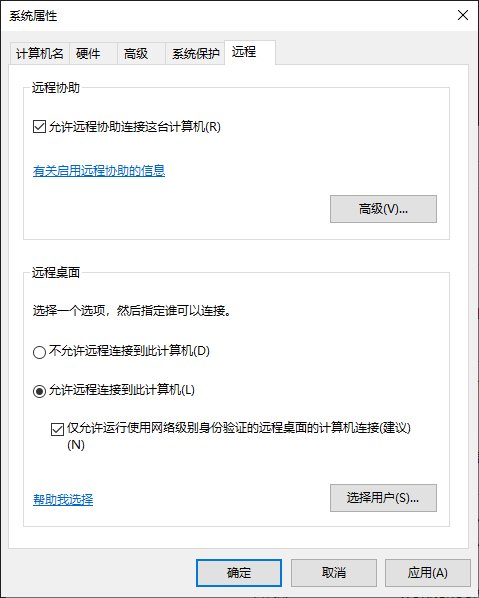 系统属性
计算机名 硬件 高级 系统保护 远程
远程协助
允许远程协助连接这台计算机(R)
有关启用远程协助的信息
高级(V)...
远程桌面
选择一个选项，然后指定谁可以连接。
不允许远程连接到此计算机(D)
允许远程连接到此计算机(L)
仅允许运行使用网络级别身份验证的远程桌面的计算机连接(建议)
(N)
帮助我选择
选择用户(S)...
确定 取消 应用(A)